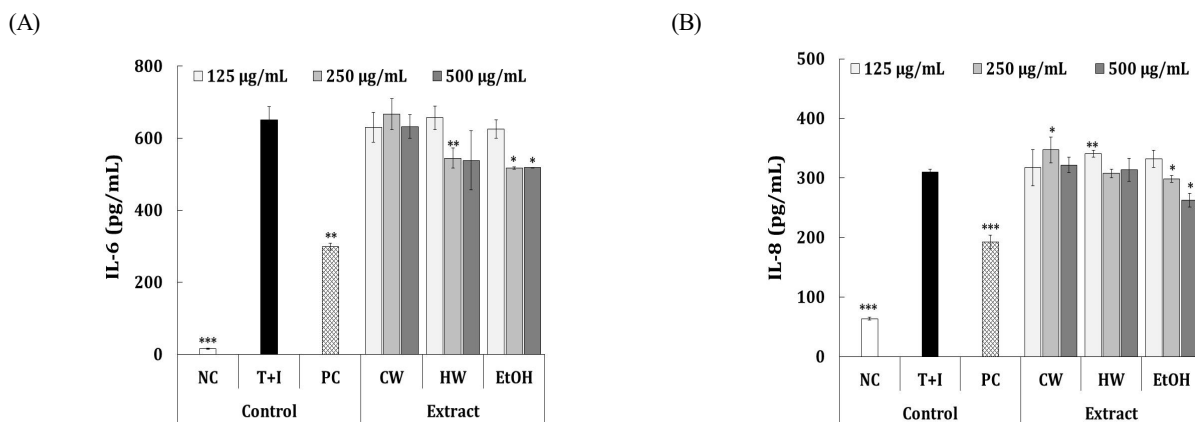 (A)
(B)
125 µg/mL 250 µg/mL 500 µg/mL
IL-6 (pg/mL)
800
600
400
200
0
***
**
**
*
*
NC T+I PC CW HW EtOH
Control Extract
125 µg/mL 250 µg/mL 500 µg/mL
IL-8 (pg/mL)
500
400
300
200
100
0
***
***
*
**
*
*
NC T+I PC CW HW EtOH
Control Extract